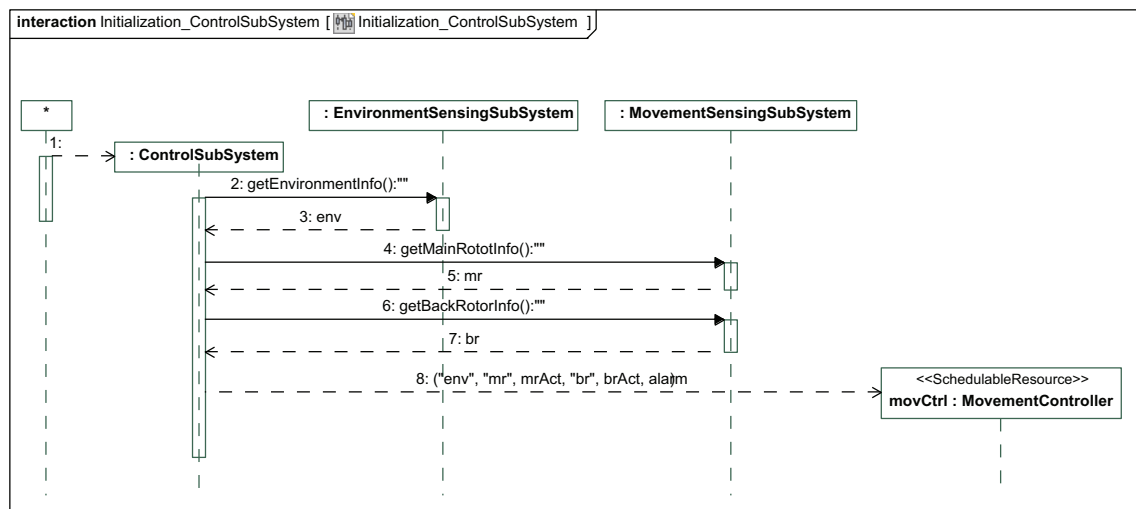 interaction Initialization_ControlSubSystem [ Initialization_ControlSubSystem ]
*
: EnvironmentSensingSubSystem
: MovementSensingSubSystem
1:
: ControlSubSystem
2: getEnvironmentInfo():""
3: env
4: getMainRototInfo():""
5: mr
6: getBackRotorInfo():""
7: br
8: ("env", "mr", mrAct, "br", brAct, alarm)
<<SchedulableResource>>
movCtrl : MovementController